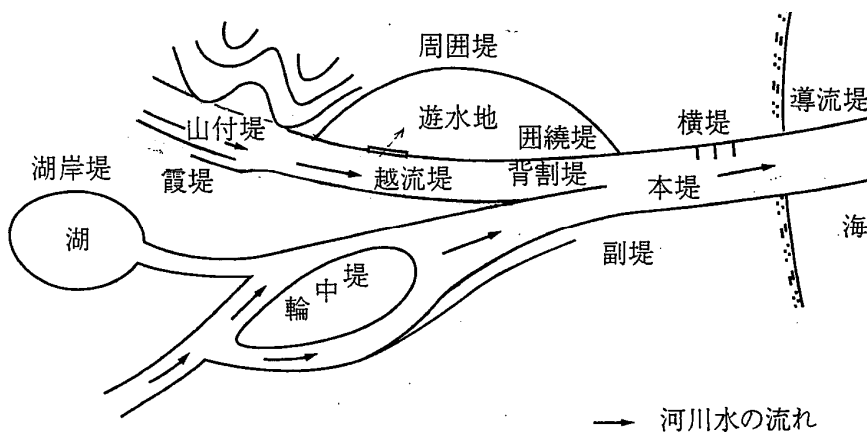 周囲堤
導流堤
山付堤
遊水地
囲繞堤
横堤
湖岸堤
霞堤
越流堤
背割堤
本堤
湖
輪中堤
副堤
海
河川水の流れ